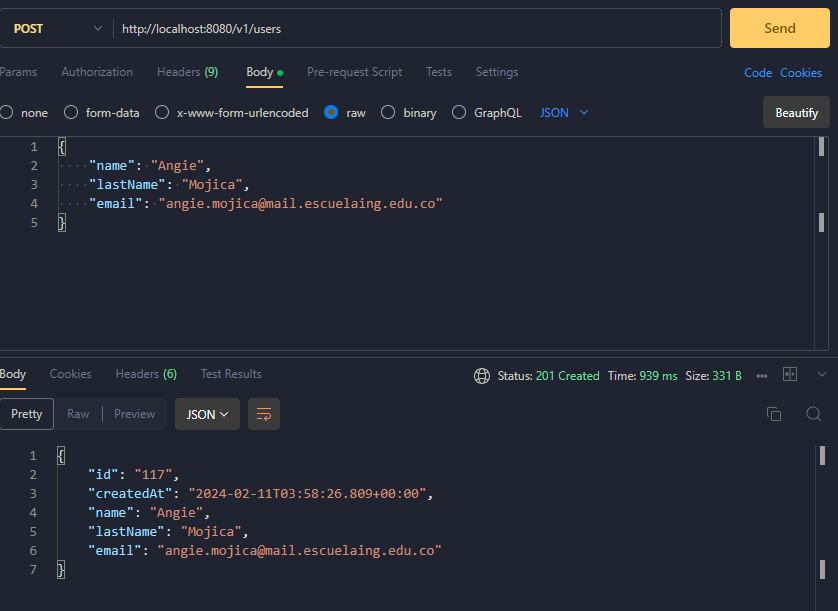 POST http://localhost:8080/v1/users Send
Params Authorization Headers (9) Body Pre-request Script Tests Settings Code Cookies
none form-data x-www-form-urlencoded raw binary GraphQL JSON Beautify
1 {
2 "name": "Angie",
3 "lastName": "Mojica",
4 "email": "angie.mojica@mail.escuelaing.edu.co"
5 }
Body Cookies Headers (6) Test Results Status: 201 Created Time: 939 ms Size: 331 B
Pretty Raw Preview JSON
1 {
2 "id": "117",
3 "createdAt": "2024-02-11T03:58:26.809+00:00",
4 "name": "Angie",
5 "lastName": "Mojica",
6 "email": "angie.mojica@mail.escuelaing.edu.co"
7 }